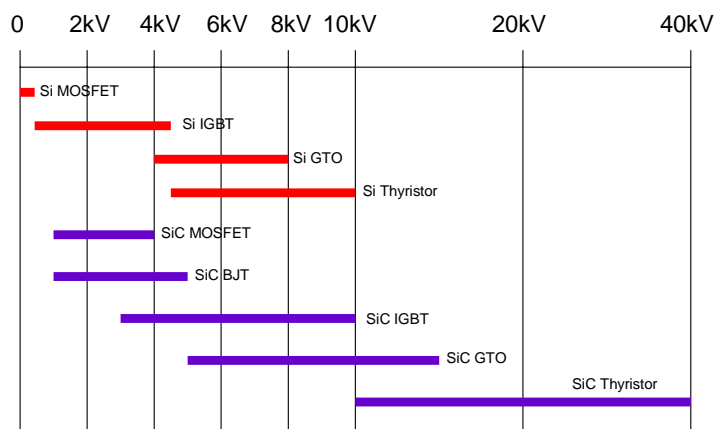 0 2kV 4kV 6kV 8kV 10kV 20kV 40kV
Si MOSFET
Si IGBT
Si GTO
Si Thyristor
SiC MOSFET
SiC BJT
SiC IGBT
SiC GTO
SiC Thyristor